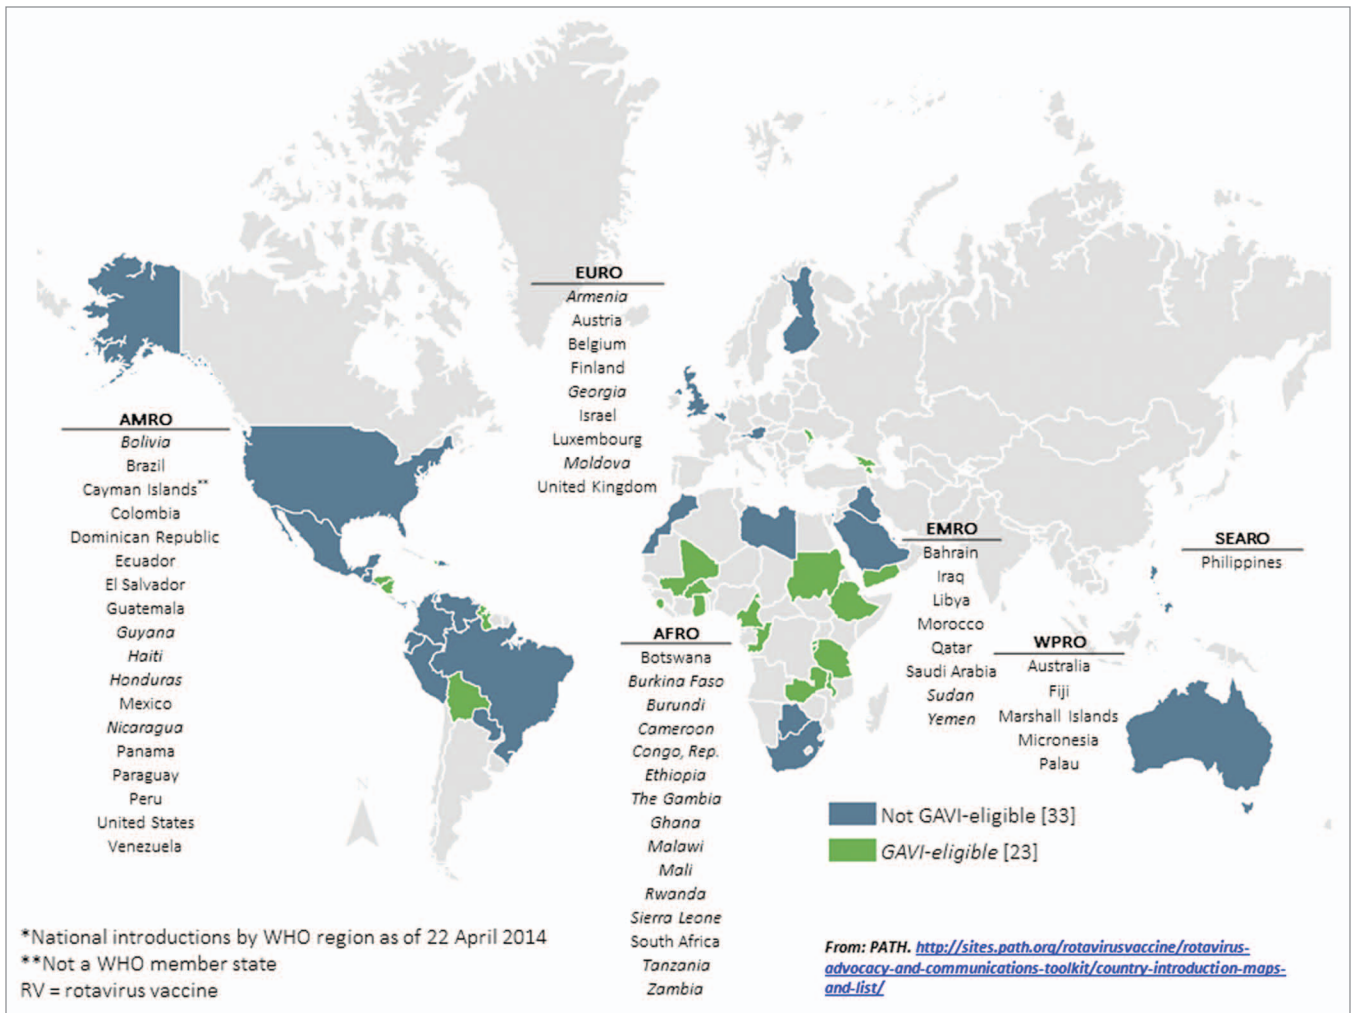 EURO
Armenia
Austria
Belgium
Finland
Georgia
Israel
Luxembourg
Moldova
United Kingdom
AMRO
Bolivia
Brazil
Cayman Islands**
Colombia
Dominican Republic
Ecuador
El Salvador
Guatemala
Guyana
Haiti
Honduras
Mexico
Nicaragua
Panama
Paraguay
Peru
United States
Venezuela
AFRO
Botswana
Burkina Faso
Burundi
Cameroon
Congo, Rep.
Ethiopia
The Gambia
Ghana
Malawi
Mali
Rwanda
Sierra Leone
South Africa
Tanzania
Zambia
EMRO
Bahrain
Iraq
Libya
Morocco
Qatar
Saudi Arabia
Sudan
Yemen
WPRO
Australia
Fiji
Marshall Islands
Micronesia
Palau
SEARO
Philippines
N
Not GAVI-eligible [33]
GAVI-eligible [23]
*National introductions by WHO region as of 22 April 2014
**Not a WHO member state
RV = rotavirus vaccine
From: PATH. http://sites.path.org/rotavirusvaccine/rotavirus-
advocacy-and-communications-toolkit/country-introduction-maps-
and-list/